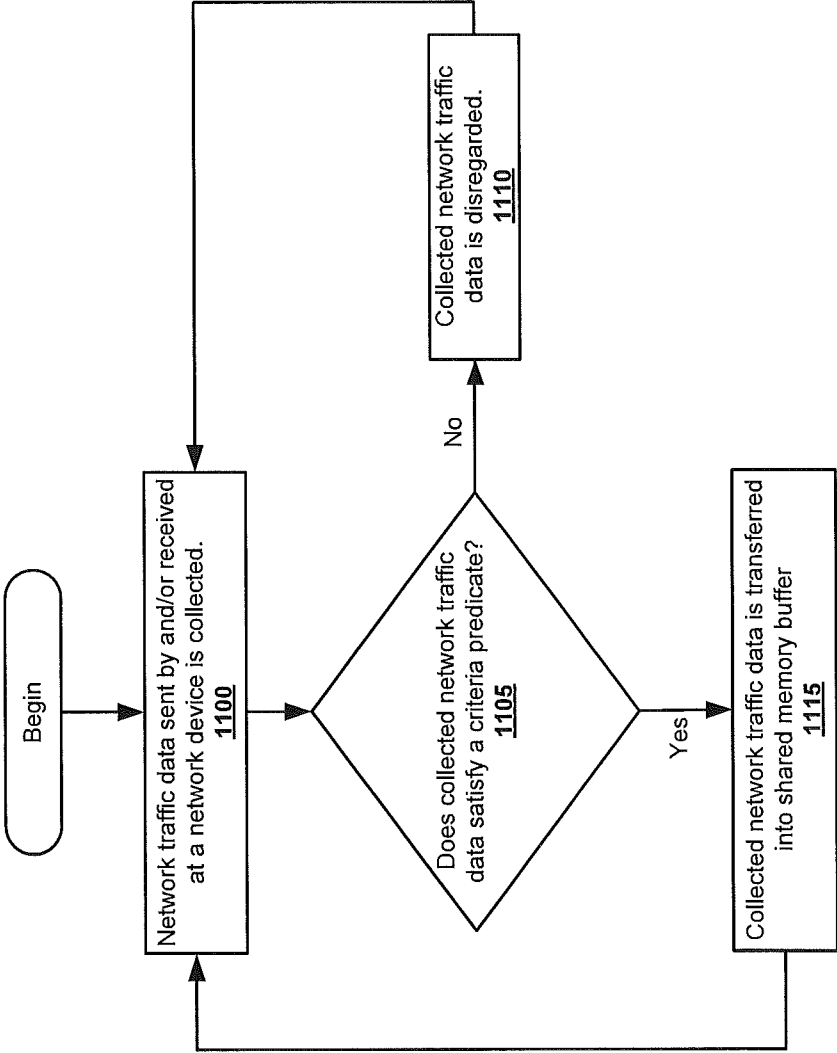 Begin
Network traffic data sent by and/or received
at a network device is collected.
1100
Does collected network traffic
data satisfy a criteria predicate?
1105
No
Collected network traffic
data is disregarded.
1110
Yes
Collected network traffic data is transferred
into shared memory buffer
1115